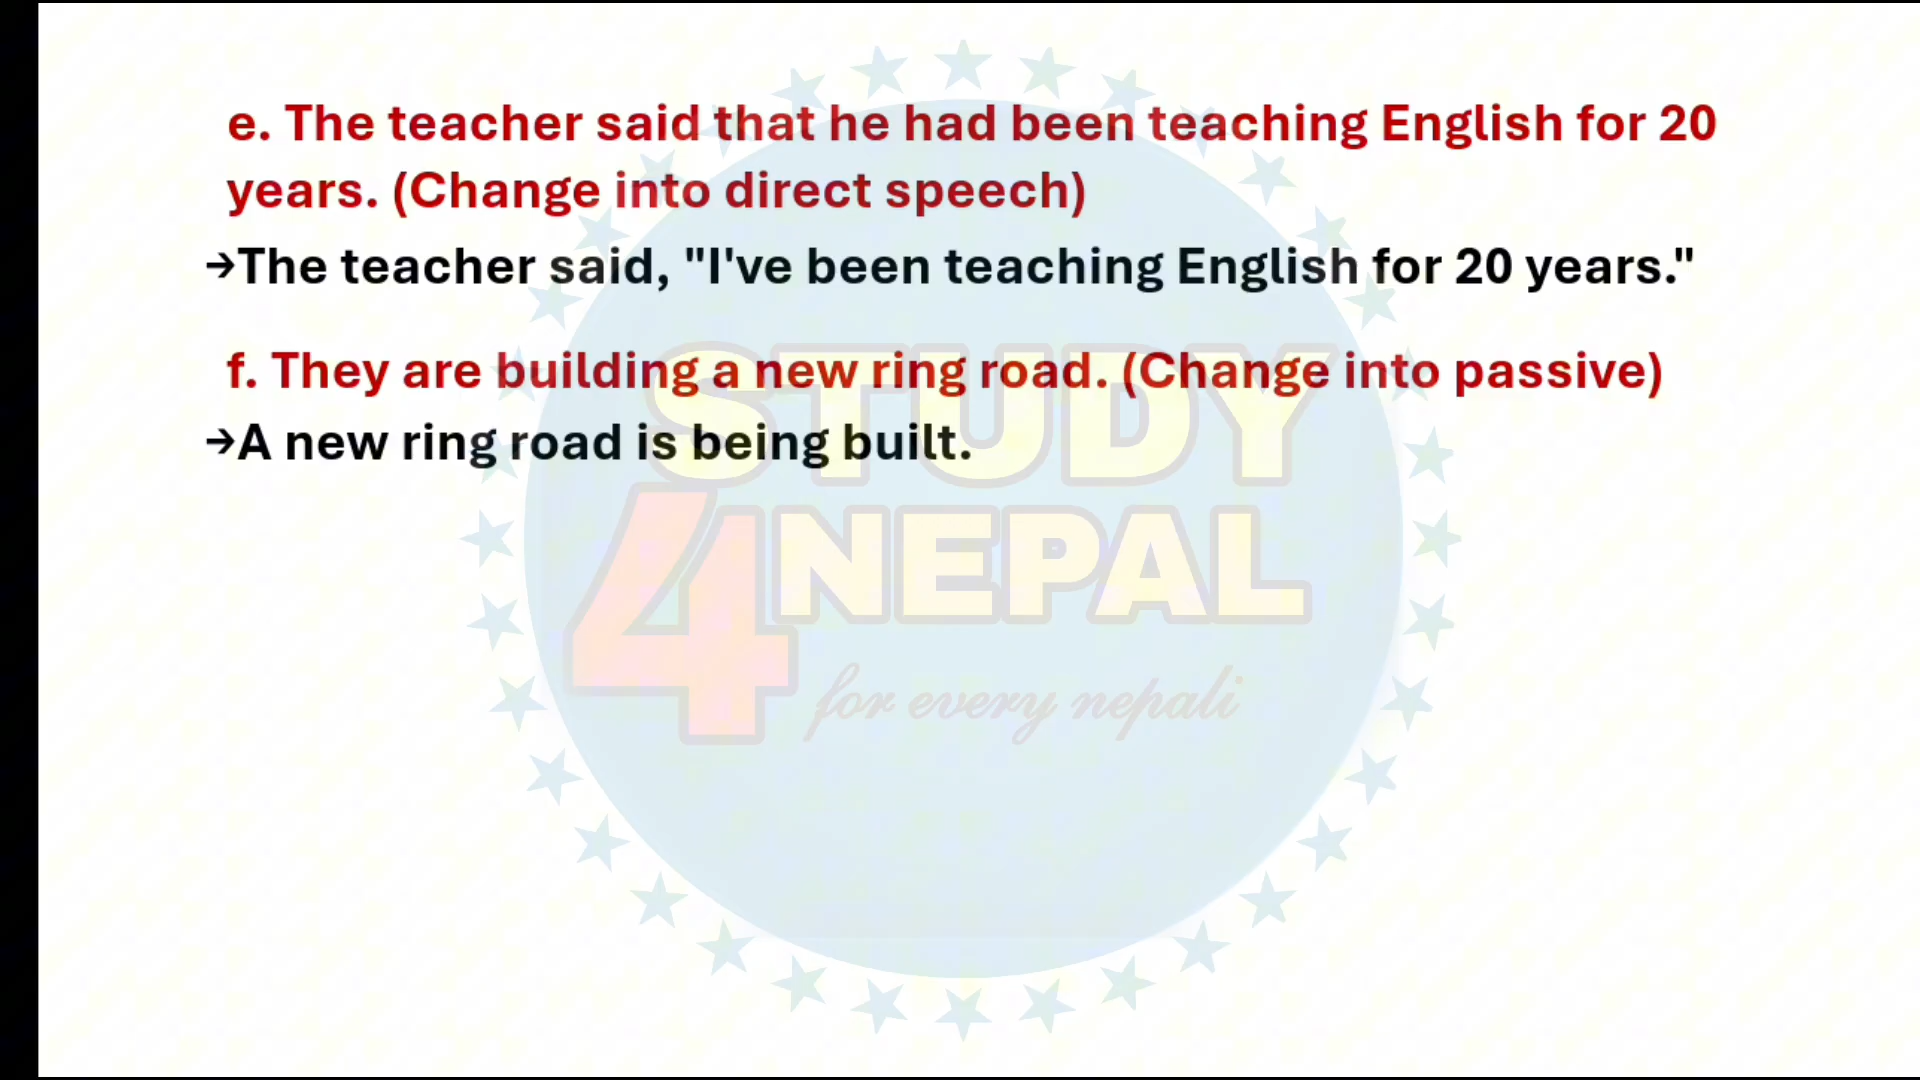 e. The teacher said that he had been teaching English for 20
years. (Change into direct speech)
→The teacher said, "I've been teaching English for 20 years."
f. They are building a new ring road. (Change into passive)
→A new ring road is being built.
STUDY
4 NEPAL
for every nepali